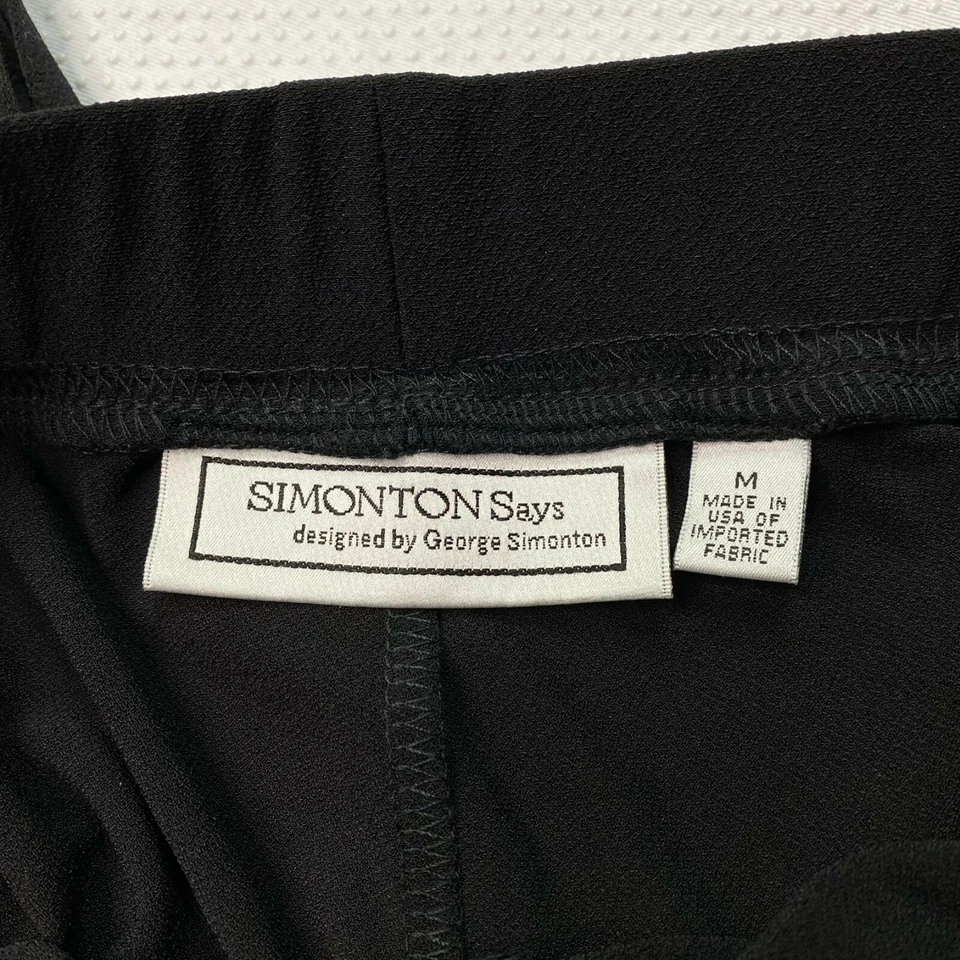 SIMONTON Says
designed by George Simonton
M
MADE IN
USA OF
IMPORTED
FABRIC